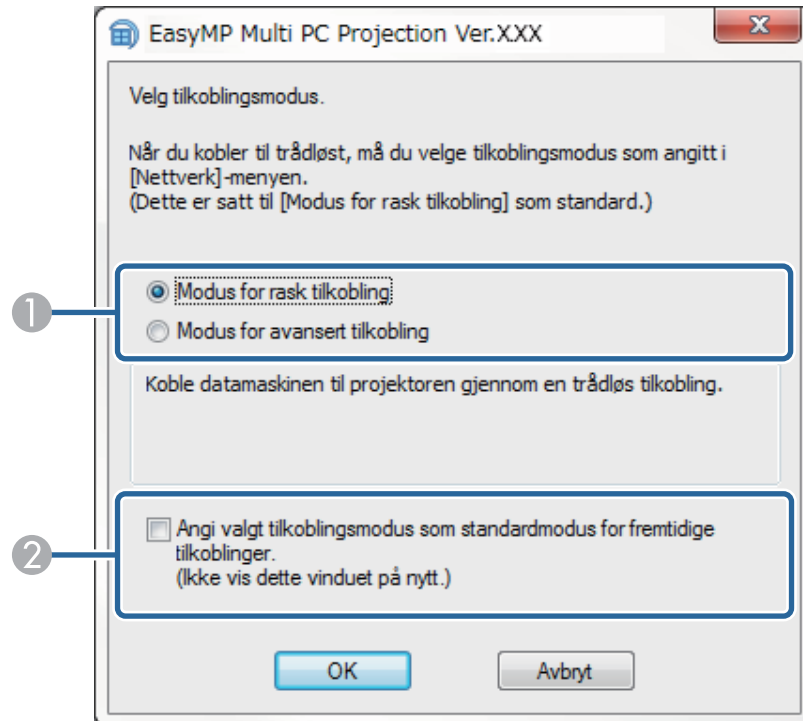 EasyMP Multi PC Projection Ver.X.XX
Velg tilkoblingsmodus.
Når du kobler til trådløst, må du velge tilkoblingsmodus som angitt i
[Nettverk]-menyen.
(Dette er satt til [Modus for rask tilkobling] som standard.)
1
Modus for rask tilkobling
Modus for avansert tilkobling
Koble datamaskinen til projektoren gjennom en trådløs tilkobling.
2
Angi valgt tilkoblingsmodus som standardmodus for fremtidige
tilkoblinger.
(Ikke vis dette vinduet på nytt.)
OK
Avbryt